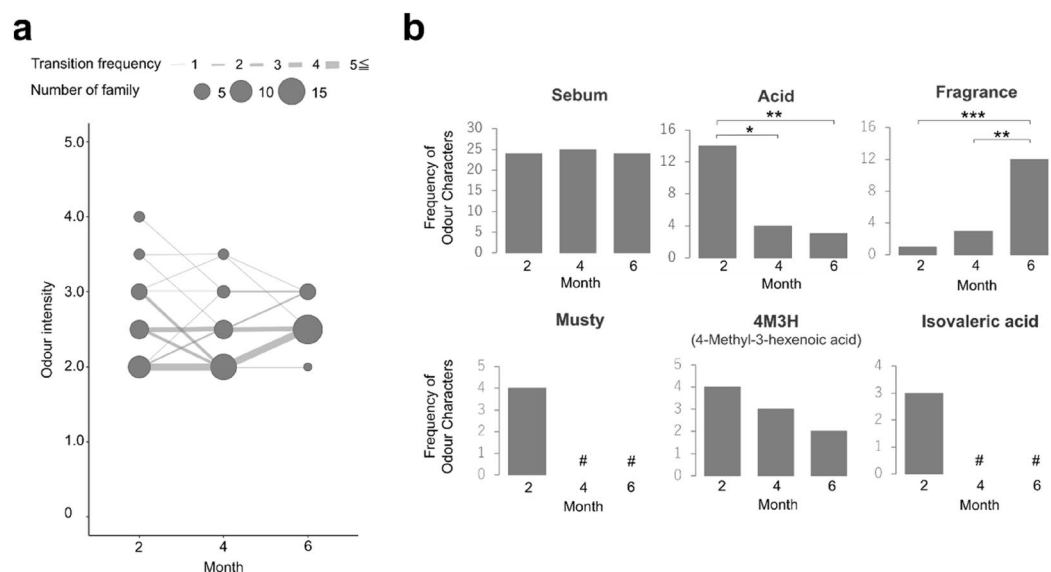 a
Transition frequency 1 2 3 4 5≦
Number of family 5 10 15
Odour intensity
5.0
4.0
3.0
2.0
1.0
0
2 4 6
Month
b
Sebum
Frequency of
Odour Characters
30
25
20
15
10
5
0
2 4 6
Month
Acid
**
*
16
12
8
4
0
2 4 6
Month
Fragrance
***
**
16
12
8
4
0
2 4 6
Month
Musty
Frequency of
Odour Characters
5
4
3
2
1
0
# #
2 4 6
Month
4M3H
(4-Methyl-3-hexenoic acid)
5
4
3
2
1
0
2 4 6
Month
Isovaleric acid
4
3
2
1
0
# #
2 4 6
Month